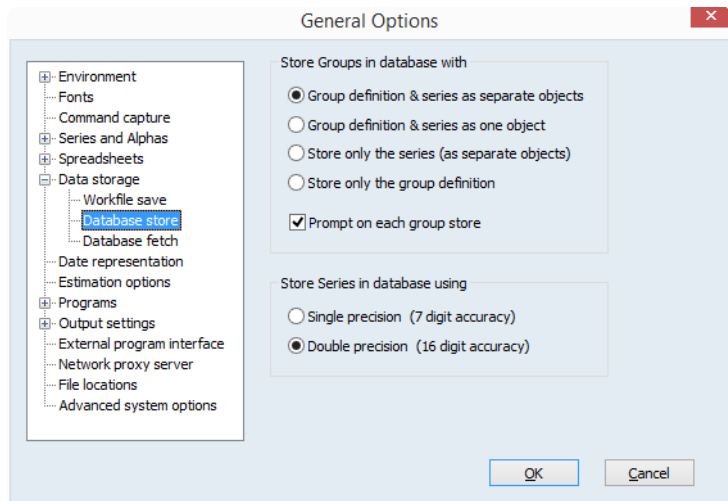 General Options
Environment
Fonts
Command capture
Series and Alphas
Spreadsheets
Data storage
Workfile save
Database store
Database fetch
Date representation
Estimation options
Programs
Output settings
External program interface
Network proxy server
File locations
Advanced system options
Store Groups in database with
Group definition & series as separate objects
Group definition & series as one object
Store only the series (as separate objects)
Store only the group definition
Prompt on each group store
Store Series in database using
Single precision (7 digit accuracy)
Double precision (16 digit accuracy)
OK
Cancel